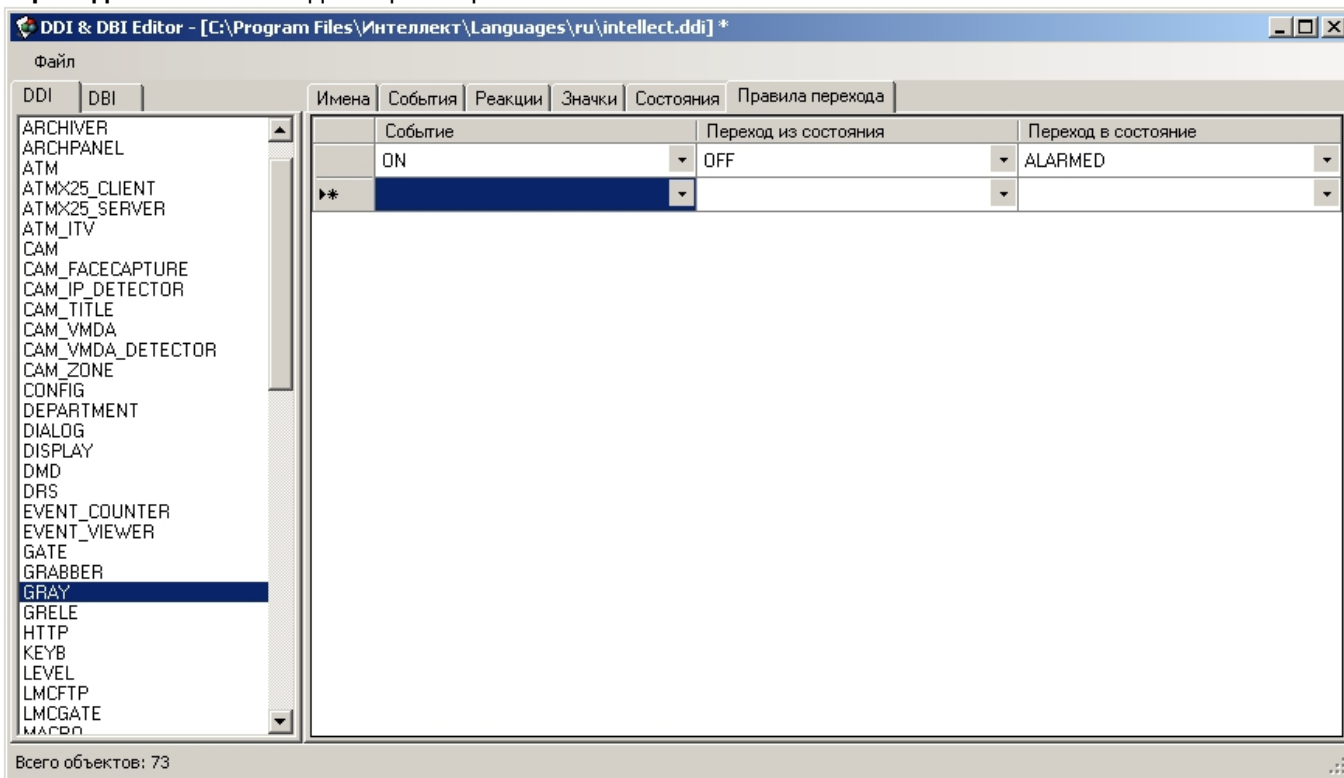 DDI & DBI Editor - [C:\Program Files\Интеллект\Languages\ru\intellect.ddi] *
Файл
DDI DBI
Имена События Реакции Значки Состояния Правила перехода
Событие Переход из состояния Переход в состояние
ON OFF ALARMED
ARCHIVER
ARCHPANEL
ATM
ATMX25_CLIENT
ATMX25_SERVER
ATM_ITV
CAM
CAM_FACECAPTURE
CAM_IP_DETECTOR
CAM_TITLE
CAM_VMDA
CAM_VMDA_DETECTOR
CAM_ZONE
CONFIG
DEPARTMENT
DIALOG
DISPLAY
DMD
DRS
EVENT_COUNTER
EVENT_VIEWER
GATE
GRABBER
GRAY
GRELE
HTTP
KEYB
LEVEL
LMCFTP
LMCGATE
MACRO
Всего объектов: 73